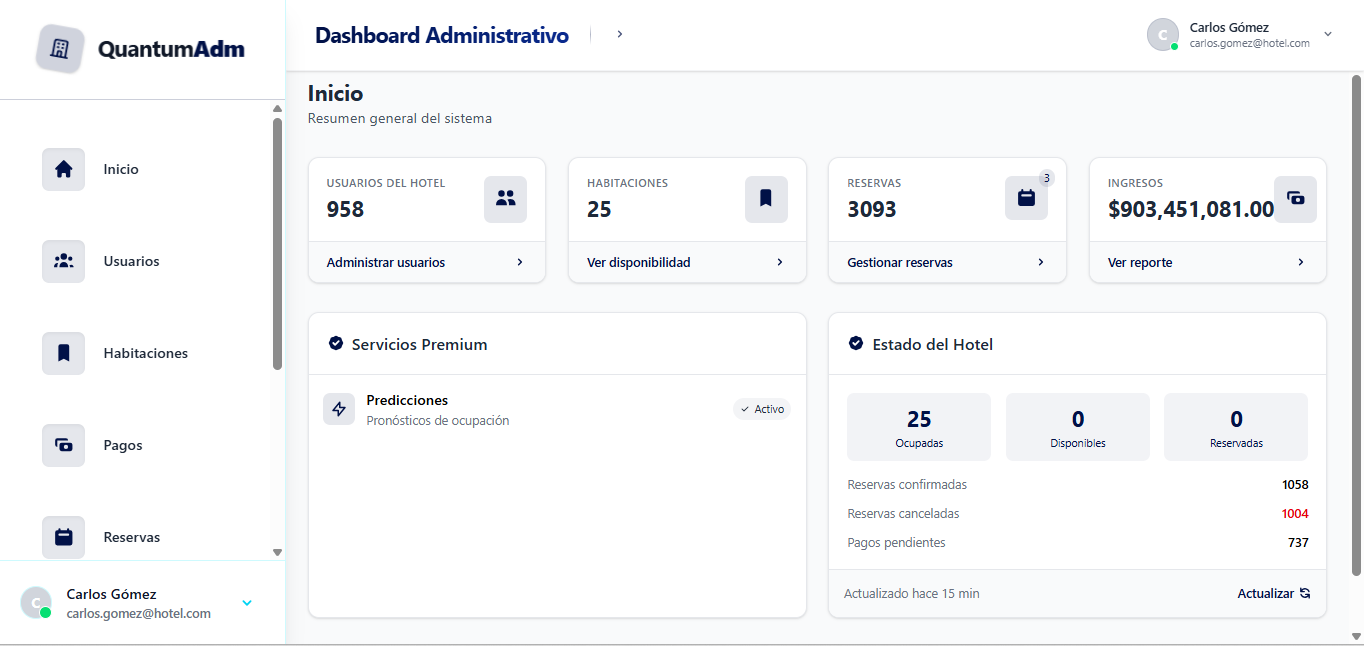 QuantumAdm
Inicio
Usuarios
Habitaciones
Pagos
Reservas
C
Carlos Gómez
carlos.gomez@hotel.com
Dashboard Administrativo
C
Carlos Gómez
carlos.gomez@hotel.com
Inicio
Resumen general del sistema
USUARIOS DEL HOTEL
958
Administrar usuarios
HABITACIONES
25
Ver disponibilidad
RESERVAS
3093
3
Gestionar reservas
INGRESOS
$903,451,081.00
Ver reporte
Servicios Premium
Predicciones
Pronósticos de ocupación
Activo
Estado del Hotel
25
Ocupadas
0
Disponibles
0
Reservadas
Reservas confirmadas 1058
Reservas canceladas 1004
Pagos pendientes 737
Actualizado hace 15 min
Actualizar